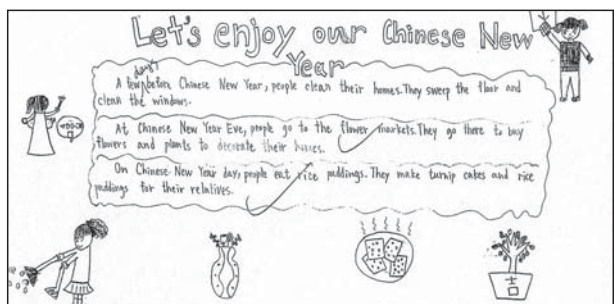 Let's enjoy our Chinese New
Year
A few days before Chinese New Year, people clean their homes. They sweep the floor and
clean the windows.
At Chinese New Year Eve, people go to the flower markets. They go there to buy
flowers and plants to decorate their homes.
On Chinese New Year day, people eat rice puddings. They make turnip cakes and rice
puddings for their relatives.
吉